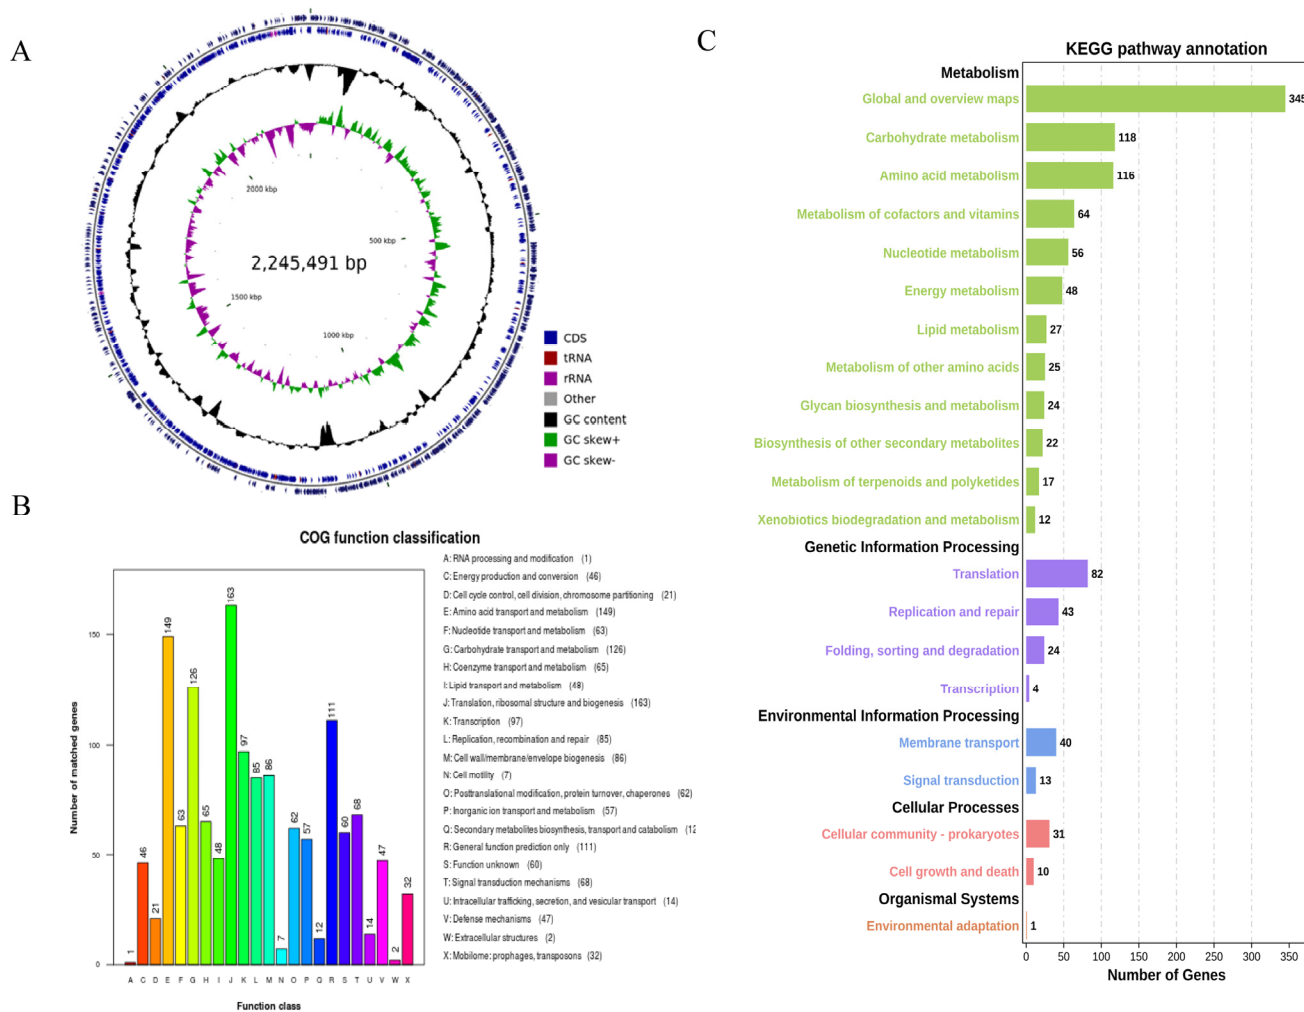 A
2000 kbp
500 kbp
2,245,491 bp
1500 kbp
1000 kbp
CDS
tRNA
rRNA
Other
GC content
GC skew+
GC skew-
B
COG function classification
Number of matched genes
0
50
100
150
1
46
21
149
63
126
65
48
163
97
85
86
7
62
57
12
111
60
68
14
47
2
32
A C D E F G H I J K L M N O P Q R S T U V W X
Function class
A: RNA processing and modification (1)
C: Energy production and conversion (46)
D: Cell cycle control, cell division, chromosome partitioning (21)
E: Amino acid transport and metabolism (149)
F: Nucleotide transport and metabolism (63)
G: Carbohydrate transport and metabolism (126)
H: Coenzyme transport and metabolism (65)
I: Lipid transport and metabolism (48)
J: Translation, ribosomal structure and biogenesis (163)
K: Transcription (97)
L: Replication, recombination and repair (85)
M: Cell wall/membrane/envelope biogenesis (86)
N: Cell motility (7)
O: Posttranslational modification, protein turnover, chaperones (62)
P: Inorganic ion transport and metabolism (57)
Q: Secondary metabolites biosynthesis, transport and catabolism (12
R: General function prediction only (111)
S: Function unknown (60)
T: Signal transduction mechanisms (68)
U: Intracellular trafficking, secretion, and vesicular transport (14)
V: Defense mechanisms (47)
W: Extracellular structures (2)
X: Mobilome: prophages, transposons (32)
C
KEGG pathway annotation
Metabolism
Global and overview maps 345
Carbohydrate metabolism 118
Amino acid metabolism 116
Metabolism of cofactors and vitamins 64
Nucleotide metabolism 56
Energy metabolism 48
Lipid metabolism 27
Metabolism of other amino acids 25
Glycan biosynthesis and metabolism 24
Biosynthesis of other secondary metabolites 22
Metabolism of terpenoids and polyketides 17
Xenobiotics biodegradation and metabolism 12
Genetic Information Processing
Translation 82
Replication and repair 43
Folding, sorting and degradation 24
Transcription 4
Environmental Information Processing
Membrane transport 40
Signal transduction 13
Cellular Processes
Cellular community - prokaryotes 31
Cell growth and death 10
Organismal Systems
Environmental adaptation 1
0 50 100 150 200 250 300 350
Number of Genes